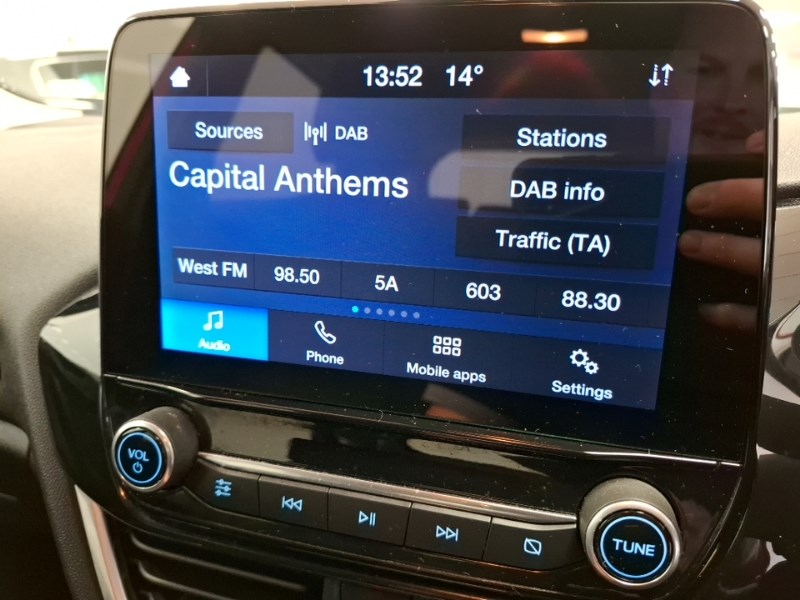 13:52 14°
Sources DAB Stations
Capital Anthems
DAB info
Traffic (TA)
West FM 98.50 5A 603 88.30
Audio Phone Mobile apps Settings
VOL
TUNE